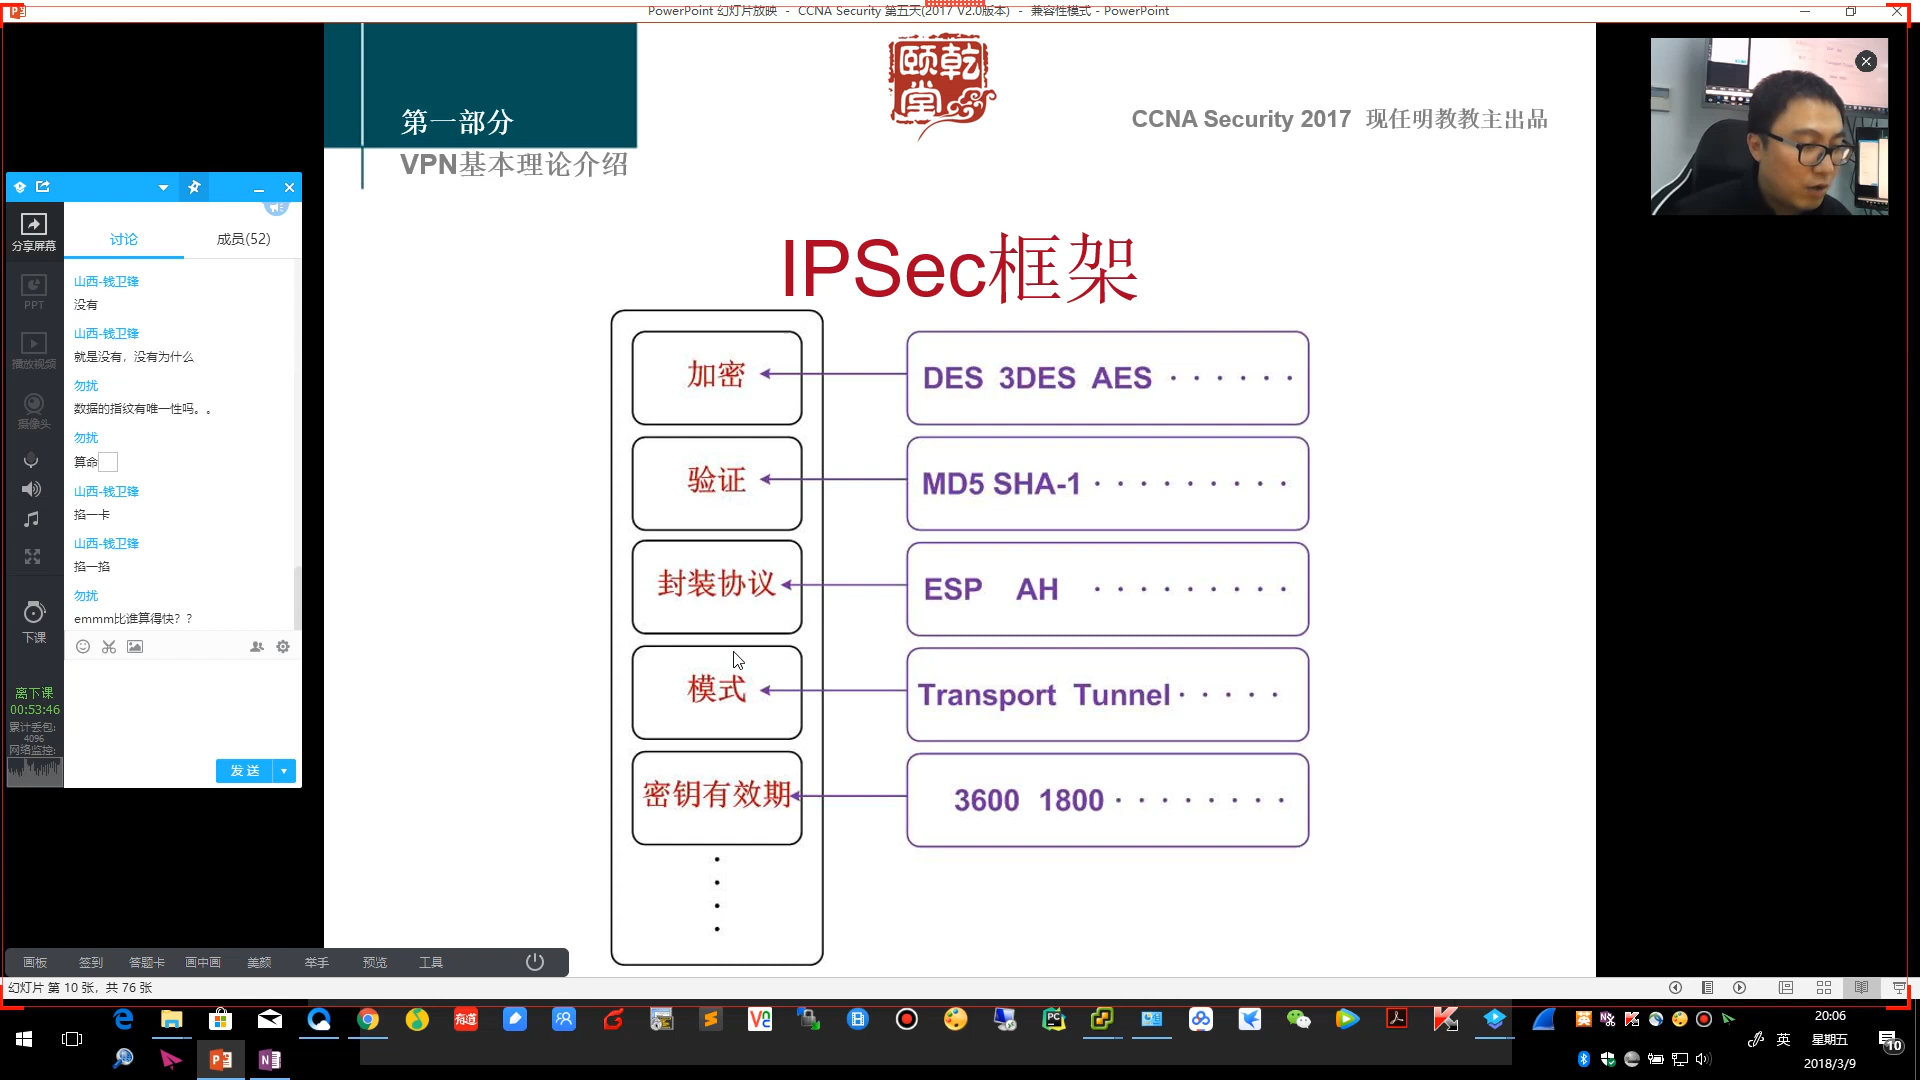 PowerPoint 幻灯片放映 - CCNA Security 第五天(2017 V2.0版本) - 兼容性模式 - PowerPoint
第一部分
VPN基本理论介绍
颐乾堂
CCNA Security 2017 现任明教教主出品
IPSec框架
加密
DES 3DES AES · · · · · ·
验证
MD5 SHA-1 · · · · · · · · ·
封装协议
ESP AH · · · · · · · · ·
模式
Transport Tunnel · · · · ·
密钥有效期
3600 1800 · · · · · · · ·
分享屏幕
PPT
播放视频
摄像头
下课
离下课
00:53:46
累计丢包:
4096
网络监控:
讨论
成员(52)
山西-钱卫锋
没有
山西-钱卫锋
就是没有，没有为什么
勿扰
数据的指纹有唯一性吗。。
勿扰
算命
山西-钱卫锋
掐一卡
山西-钱卫锋
掐一掐
勿扰
emmm比谁算得快？？
发送
画板 签到 答题卡 画中画 美颜 举手 预览 工具
幻灯片 第 10 张，共 76 张
有道
英
20:06
星期五
2018/3/9
10